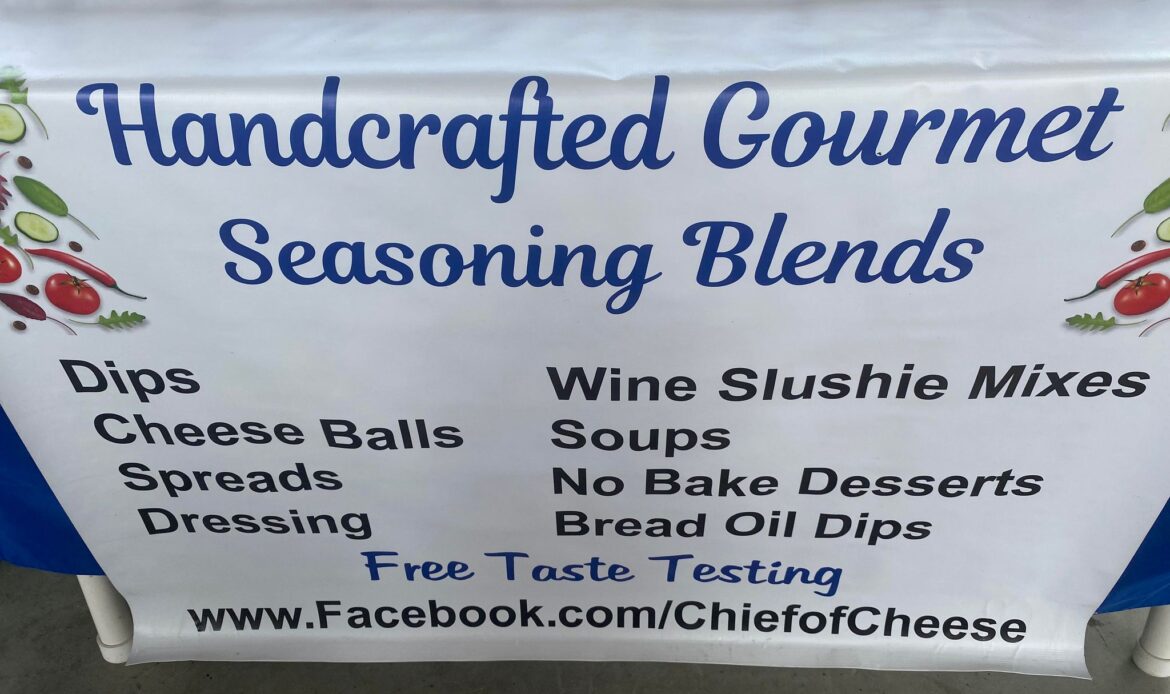 Handcrafted Gourmet
Seasoning Blends
Dips
Cheese Balls
Spreads
Dressing
Wine Slushie Mixes
Soups
No Bake Desserts
Bread Oil Dips
Free Taste Testing
www.Facebook.com/ChiefofCheese